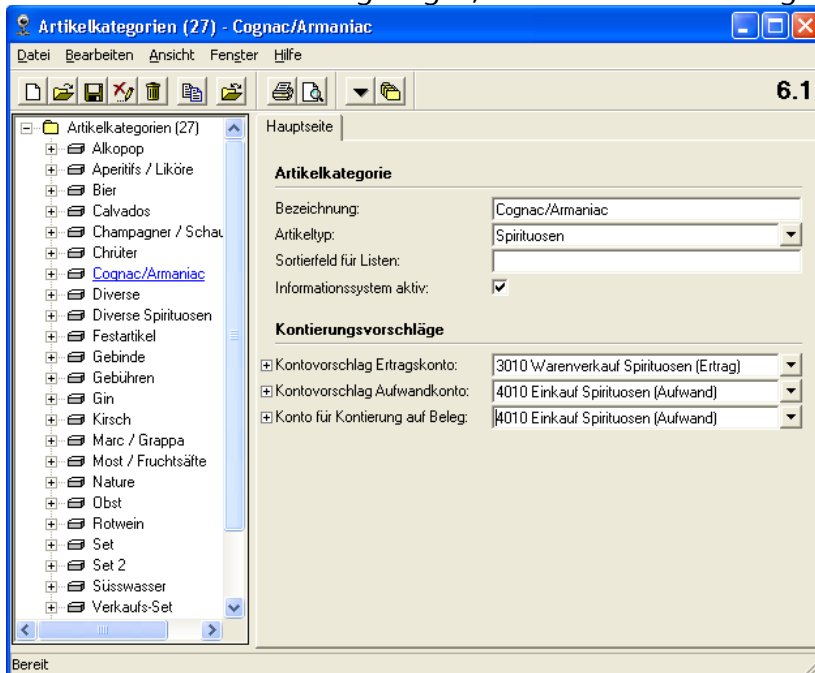 Artikelkategorien (27) - Cognac/Armaniac
Datei Bearbeiten Ansicht Fenster Hilfe
6.1
Artikelkategorien (27)
Alkopop
Aperitifs / Liköre
Bier
Calvados
Champagner / Schau
Chrüter
Cognac/Armaniac
Diverse
Diverse Spirituosen
Festartikel
Gebinde
Gebühren
Gin
Kirsch
Marc / Grappa
Most / Fruchtsäfte
Nature
Obst
Rotwein
Set
Set 2
Süsswasser
Verkaufs-Set
Hauptseite
Artikelkategorie
Bezeichnung: Cognac/Armaniac
Artikeltyp: Spirituosen
Sortierfeld für Listen:
Informationssystem aktiv:
Kontierungsvorschläge
Kontovorschlag Ertragskonto: 3010 Warenverkauf Spirituosen (Ertrag)
Kontovorschlag Aufwandkonto: 4010 Einkauf Spirituosen (Aufwand)
Konto für Kontierung auf Beleg: 4010 Einkauf Spirituosen (Aufwand)
Bereit